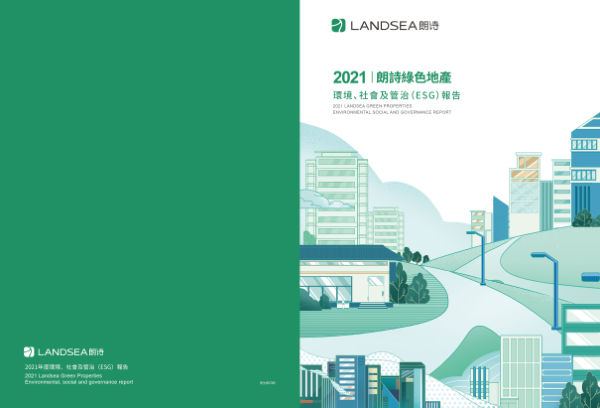 LANDSEA朗诗
2021年度環境、社會及管治（ESG）報告
2021 Landsea Green Properties
Environmental, social and governance report
LANDSEA朗诗
2021 | 朗詩綠色地產
環境、社會及管治（ESG）報告
2021 LANDSEA GREEN PROPERTIES
ENVIRONMENTAL, SOCIAL AND GOVERNANCE REPORT